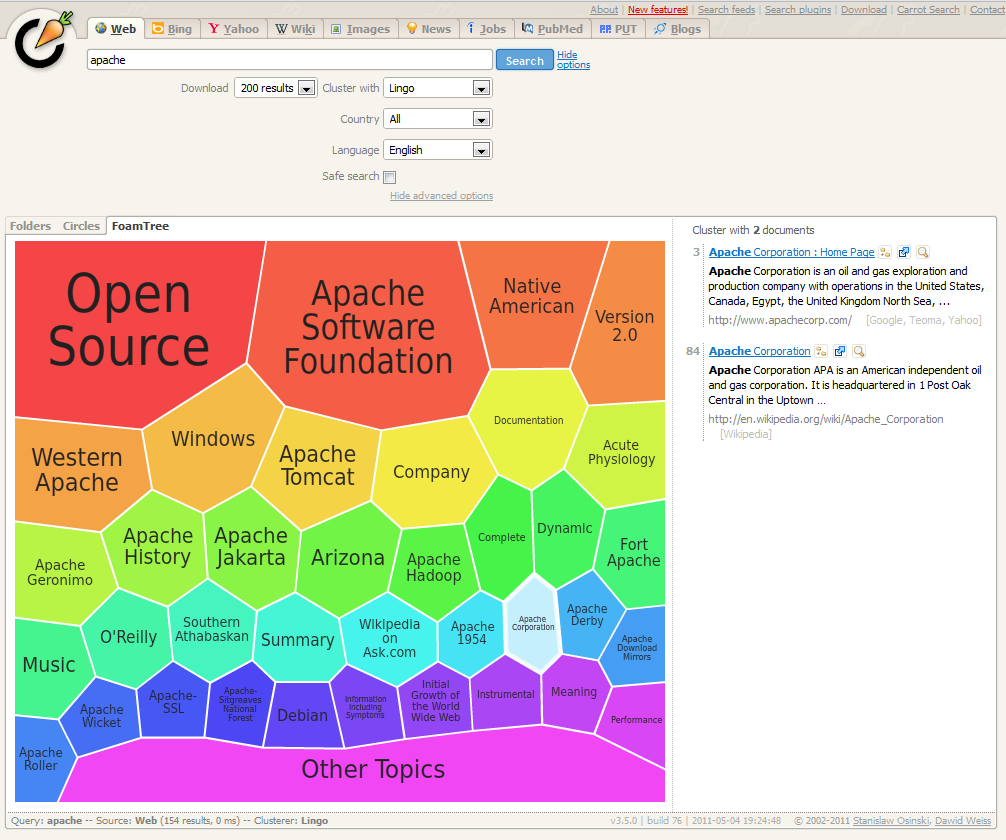 About | New features! | Search feeds | Search plugins | Download | Carrot Search | Contact
Web Bing Yahoo Wiki Images News Jobs PubMed PUT Blogs
apache Search Hide
options
Download 200 results Cluster with Lingo
Country All
Language English
Safe search
Hide advanced options
Folders Circles FoamTree
Open
Source
Apache
Software
Foundation
Native
American
Version
2.0
Western
Apache
Windows
Apache
Tomcat
Company
Documentation
Acute
Physiology
Apache
Geronimo
Apache
History
Apache
Jakarta
Arizona
Apache
Hadoop
Complete
Dynamic
Fort
Apache
Music
O'Reilly
Southern
Athabaskan
Summary
Wikipedia
on
Ask.com
Apache
1954
Apache
Corporation
Apache
Derby
Apache
Download
Mirrors
Apache
Roller
Apache
Wicket
Apache-
SSL
Apache-
Sitgreaves
National
Forest
Debian
Information
Including
Symptoms
Initial
Growth of
the World
Wide Web
Instrumental
Meaning
Performance
Other Topics
Cluster with 2 documents
3 Apache Corporation : Home Page
Apache Corporation is an oil and gas exploration and
production company with operations in the United States,
Canada, Egypt, the United Kingdom North Sea, ...
http://www.apachecorp.com/ [Google, Teoma, Yahoo]
84 Apache Corporation
Apache Corporation APA is an American independent oil
and gas corporation. It is headquartered in 1 Post Oak
Central in the Uptown ...
http://en.wikipedia.org/wiki/Apache_Corporation
[Wikipedia]
Query: apache -- Source: Web (154 results, 0 ms) -- Clusterer: Lingo
v3.5.0 | build 76 | 2011-05-04 19:24:48 © 2002-2011 Stanislaw Osinski, Dawid Weiss